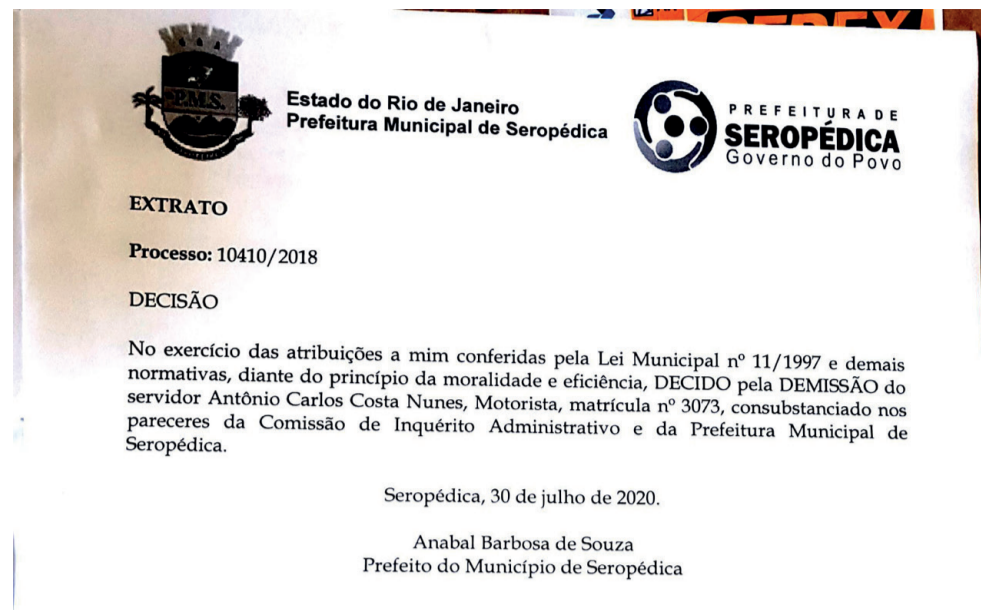 P.M.S.
Estado do Rio de Janeiro
Prefeitura Municipal de Seropédica
PREFEITURA DE
SEROPÉDICA
Governo do Povo
EXTRATO
Processo: 10410/2018
DECISÃO
No exercício das atribuições a mim conferidas pela Lei Municipal nº 11/1997 e demais
normativas, diante do princípio da moralidade e eficiência, DECIDO pela DEMISSÃO do
servidor Antônio Carlos Costa Nunes, Motorista, matrícula nº 3073, consubstanciado nos
pareceres da Comissão de Inquérito Administrativo e da Prefeitura Municipal de
Seropédica.
Seropédica, 30 de julho de 2020.
Anabal Barbosa de Souza
Prefeito do Município de Seropédica